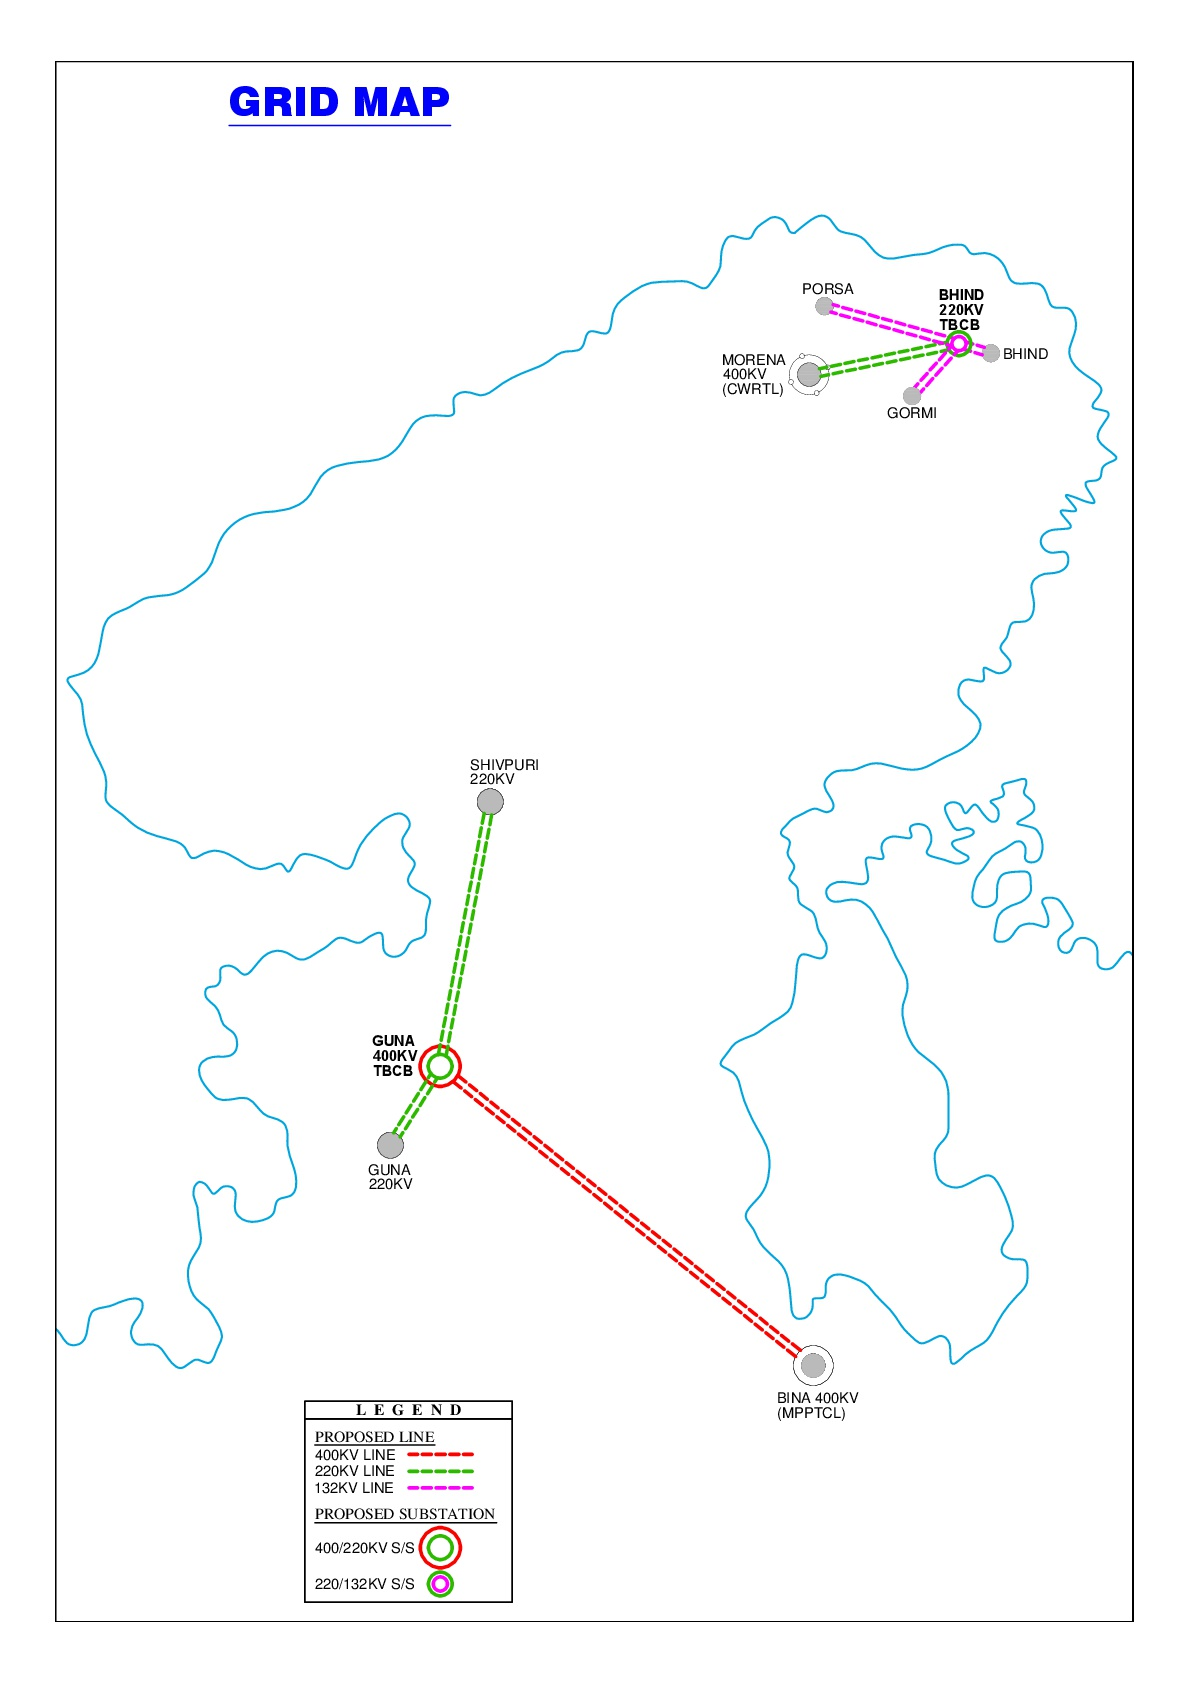 GRID MAP
PORSA
BHIND
220KV
TBCB
BHIND
MORENA
400KV
(CWRTL)
GORMI
SHIVPURI
220KV
GUNA
400KV
TBCB
GUNA
220KV
BINA 400KV
(MPPTCL)
LEGEND
PROPOSED LINE
400KV LINE
220KV LINE
132KV LINE
PROPOSED SUBSTATION
400/220KV S/S
220/132KV S/S